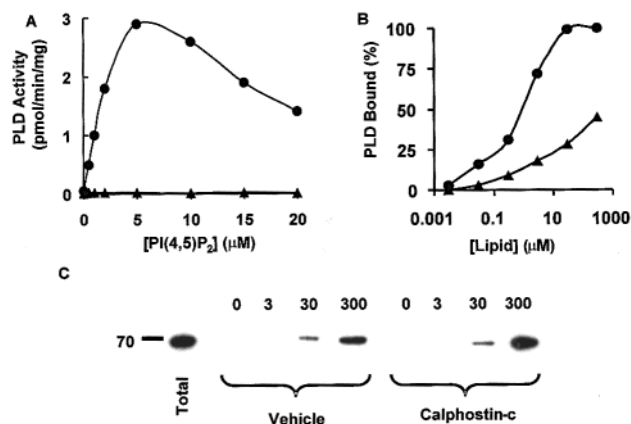 A
PLD Activity
(pmol/min/mg)
3
2
1
0
0 5 10 15 20
[PI(4,5)P₂] (μM)
B
PLD Bound (%)
100
75
50
25
0
0.001 0.1 10 1000
[Lipid] μM
C
0 3 30 300 0 3 30 300
70
Total
Vehicle Calphostin-c